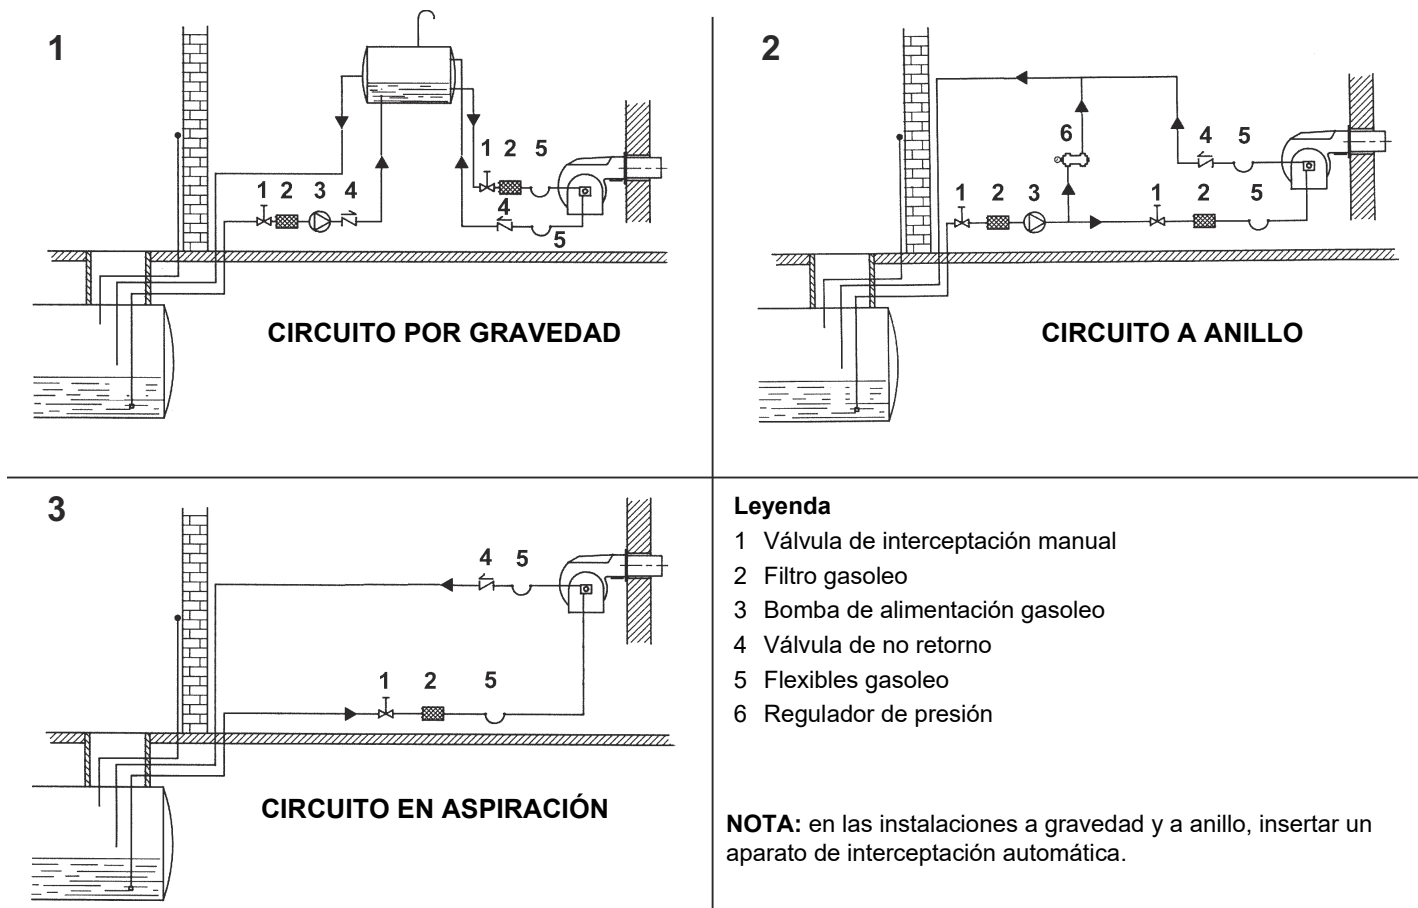 1
1 2 5
1 2 3 4
4
5
CIRCUITO POR GRAVEDAD
2
6
4 5
1 2 3
1 2 5
CIRCUITO A ANILLO
3
4 5
1 2 5
CIRCUITO EN ASPIRACIÓN
Leyenda
1 Válvula de interceptación manual
2 Filtro gasoleo
3 Bomba de alimentación gasoleo
4 Válvula de no retorno
5 Flexibles gasoleo
6 Regulador de presión
NOTA: en las instalaciones a gravedad y a anillo, insertar un
aparato de interceptación automática.